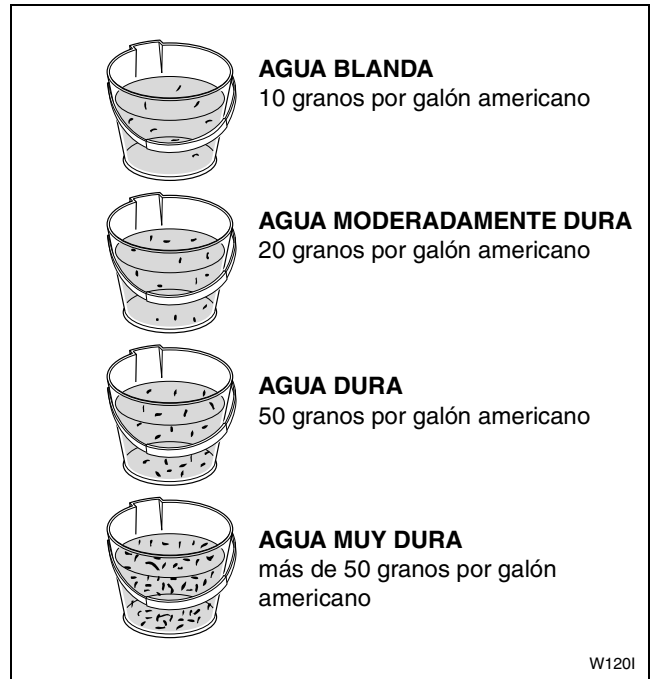 AGUA BLANDA
10 granos por galón americano
AGUA MODERADAMENTE DURA
20 granos por galón americano
AGUA DURA
50 granos por galón americano
AGUA MUY DURA
más de 50 granos por galón
americano
W120I